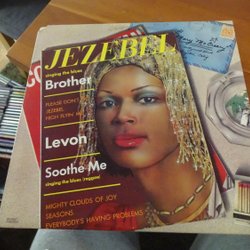 JEZEBEL
singing the blues
Brother
PLEASE DON'T
JEZEBEL
HIGH FLYIN'
Levon
Soothe Me
singing the blues (reggae)
MIGHTY CLOUDS OF JOY
SEASONS
EVERYBODY'S HAVING PROBLEMS